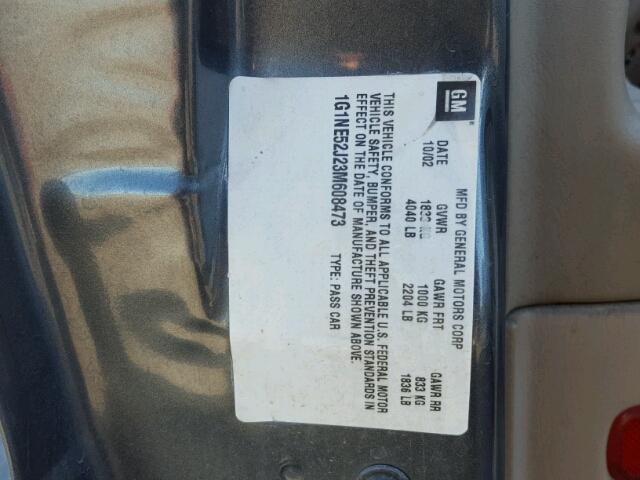 GM
MFD BY GENERAL MOTORS CORP
DATE GVWR GAWR FRT GAWR RR
10/02 1833 KG 1000 KG 833 KG
4040 LB 2204 LB 1836 LB
THIS VEHICLE CONFORMS TO ALL APPLICABLE U.S. FEDERAL MOTOR
VEHICLE SAFETY, BUMPER, AND THEFT PREVENTION STANDARDS IN
EFFECT ON THE DATE OF MANUFACTURE SHOWN ABOVE.
1G1NE52J23M608473 TYPE: PASS CAR